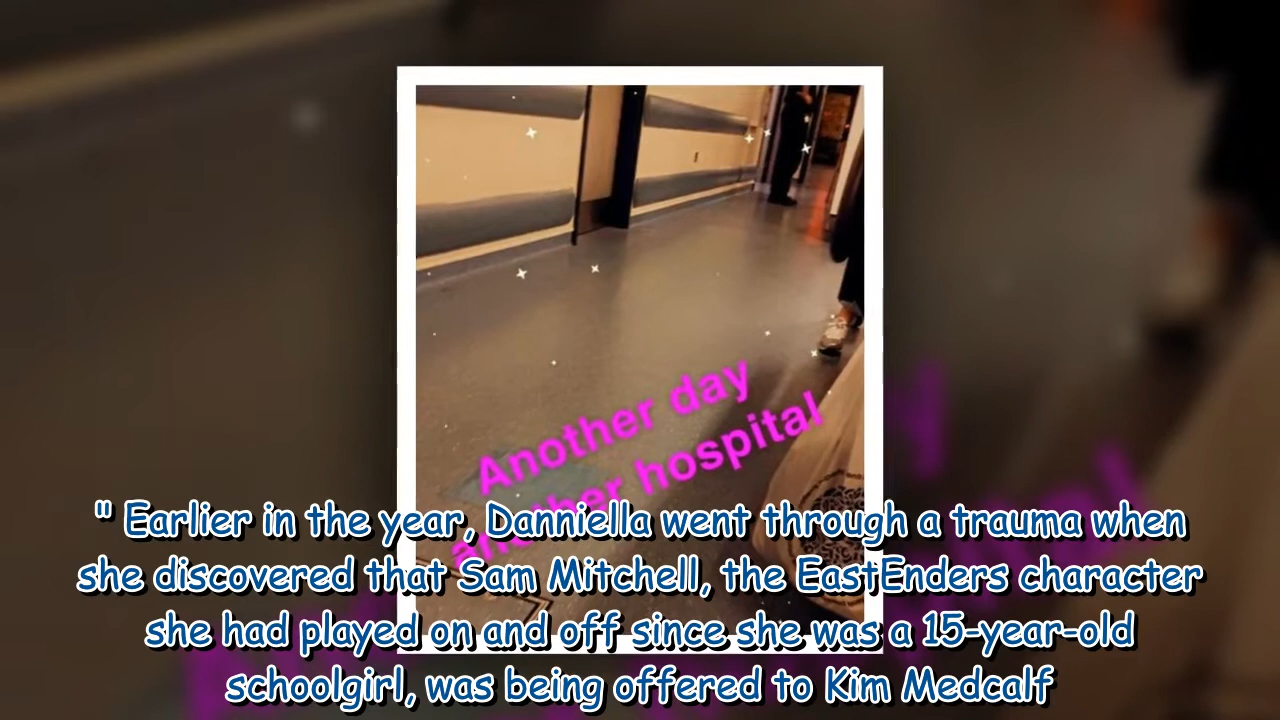 Another day
another hospital
" Earlier in the year, Danniella went through a trauma when
she discovered that Sam Mitchell, the EastEnders character
she had played on and off since she was a 15-year-old
schoolgirl, was being offered to Kim Medcalf